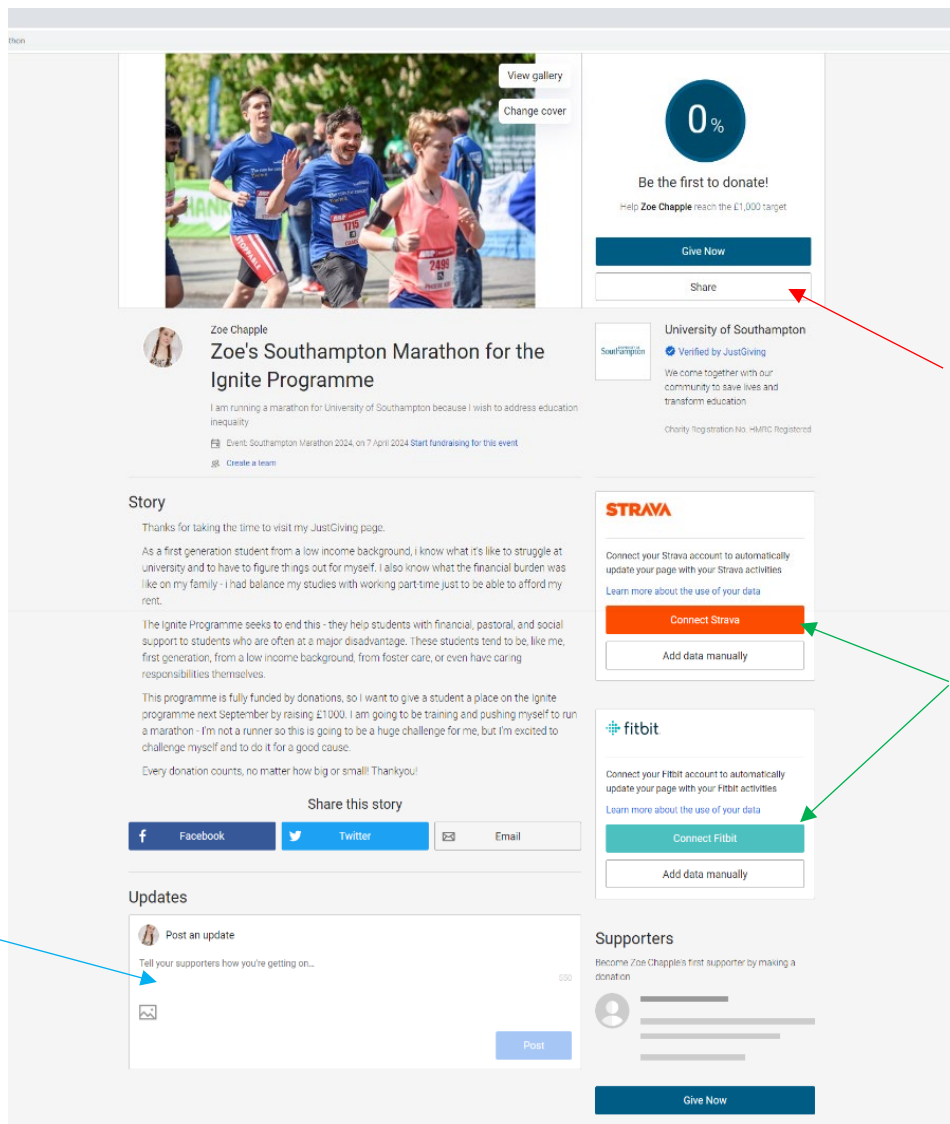 thon
View gallery
Change cover
1715
2499
0 %
Be the first to donate!
Help Zoe Chapple reach the £1,000 target
Give Now
Share
Zoe Chapple
Zoe's Southampton Marathon for the
Ignite Programme
I am running a marathon for University of Southampton because I wish to address education
inequality
Event: Southampton Marathon 2024, on 7 April 2024 Start fundraising for this event
Create a team
Southampton
University of Southampton
Verified by JustGiving
We come together with our
community to save lives and
transform education
Charity Registration No. HMRC Registered
Story
Thanks for taking the time to visit my JustGiving page.
As a first generation student from a low income background, i know what it's like to struggle at
university and to have to figure things out for myself. I also know what the financial burden was
like on my family - i had balance my studies with working part-time just to be able to afford my
rent.
The Ignite Programme seeks to end this - they help students with financial, pastoral, and social
support to students who are often at a major disadvantage. These students tend to be, like me,
first generation, from a low income background, from foster care, or even have caring
responsibilities themselves.
This programme is fully funded by donations, so I want to give a student a place on the Ignite
programme next September by raising £1000. I am going to be training and pushing myself to run
a marathon - I'm not a runner so this is going to be a huge challenge for me, but I'm excited to
challenge myself and to do it for a good cause.
Every donation counts, no matter how big or small! Thankyou!
Share this story
Facebook
Twitter
Email
STRAVA
Connect your Strava account to automatically
update your page with your Strava activities
Learn more about the use of your data
Connect Strava
Add data manually
fitbit
Connect your Fitbit account to automatically
update your page with your Fitbit activities
Learn more about the use of your data
Connect Fitbit
Add data manually
Updates
Post an update
Tell your supporters how you're getting on...
550
Post
Supporters
Become Zoe Chapple's first supporter by making a
donation
Give Now